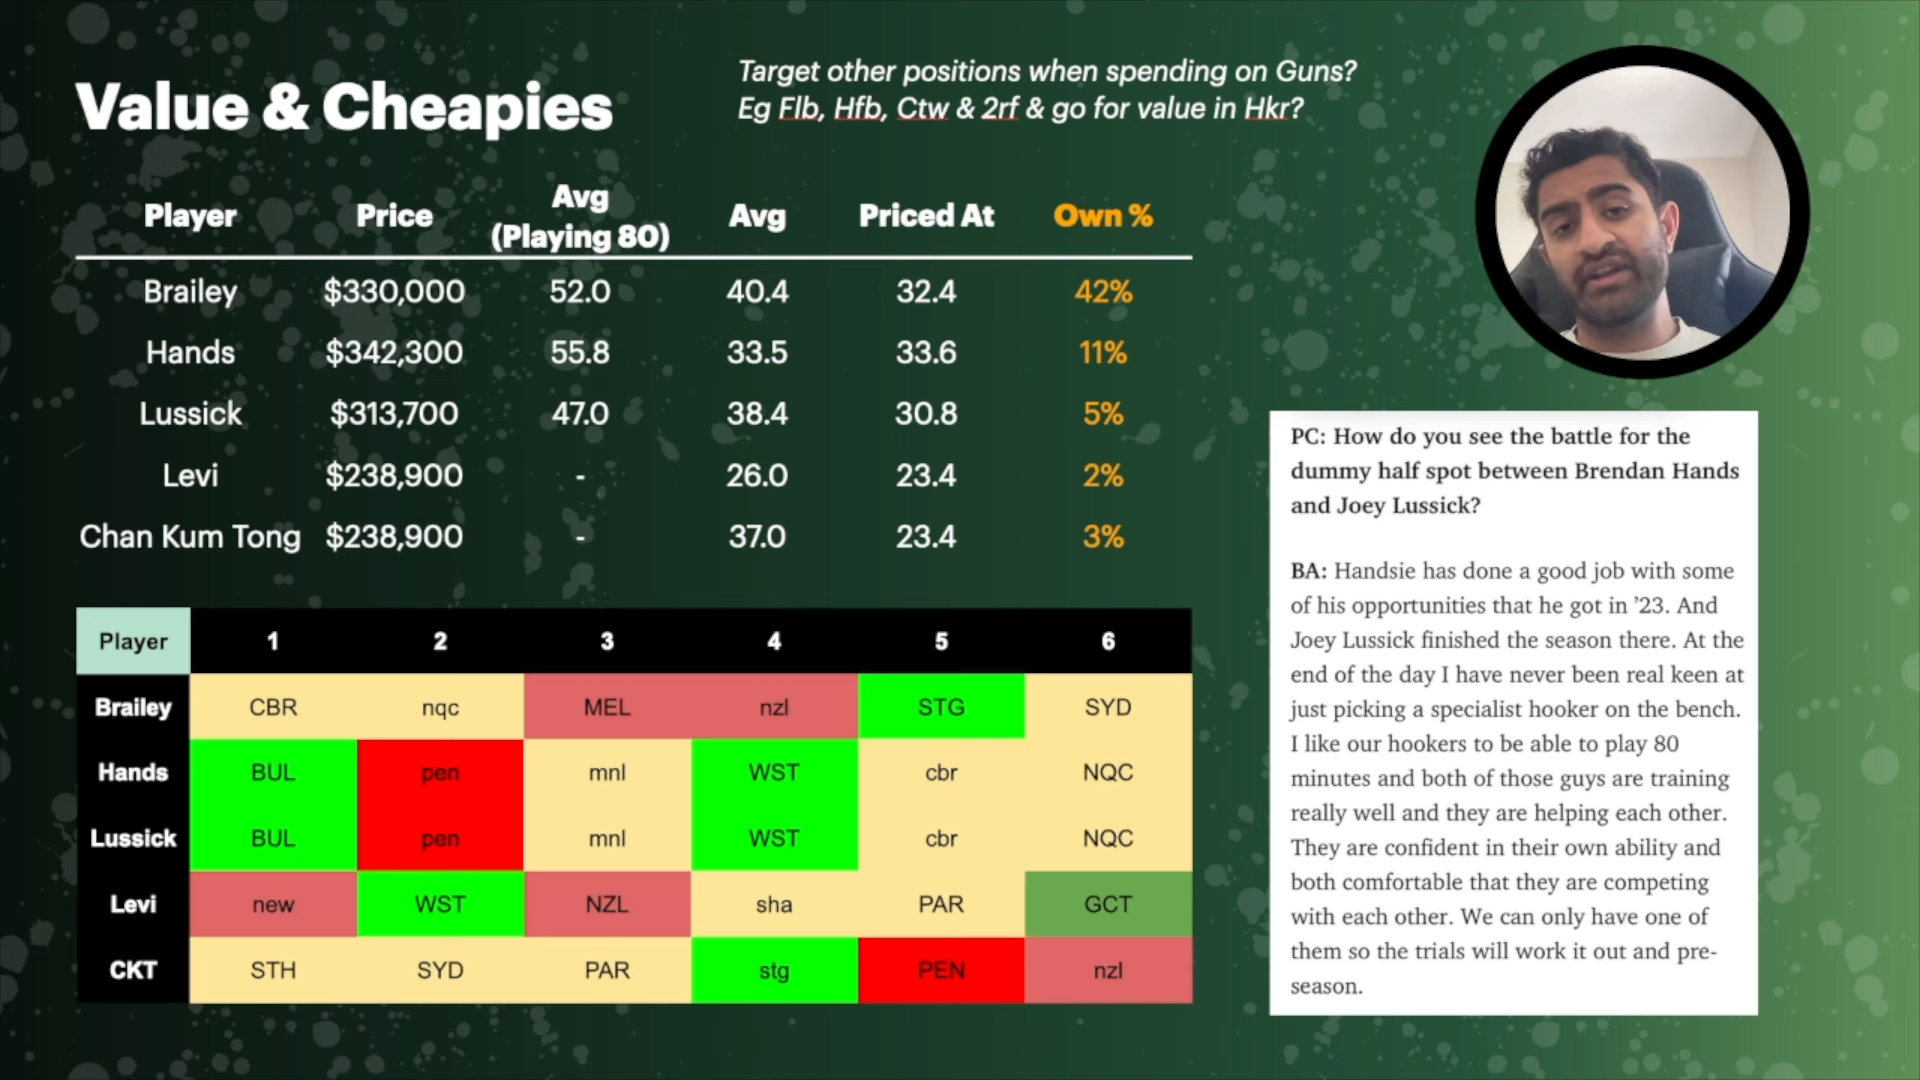 Value & Cheapies
Target other positions when spending on Guns?
Eg Flb, Hfb, Ctw & 2rf & go for value in Hkr?
Player Price Avg (Playing 80) Avg Priced At Own %
Brailey $330,000 52.0 40.4 32.4 42%
Hands $342,300 55.8 33.5 33.6 11%
Lussick $313,700 47.0 38.4 30.8 5%
Levi $238,900 - 26.0 23.4 2%
Chan Kum Tong $238,900 - 37.0 23.4 3%
Player 1 2 3 4 5 6
Brailey CBR nqc MEL nzl STG SYD
Hands BUL pen mnl WST cbr NQC
Lussick BUL pen mnl WST cbr NQC
Levi new WST NZL sha PAR GCT
CKT STH SYD PAR stg PEN nzl
PC: How do you see the battle for the
dummy half spot between Brendan Hands
and Joey Lussick?
BA: Handsie has done a good job with some
of his opportunities that he got in ’23. And
Joey Lussick finished the season there. At the
end of the day I have never been real keen at
just picking a specialist hooker on the bench.
I like our hookers to be able to play 80
minutes and both of those guys are training
really well and they are helping each other.
They are confident in their own ability and
both comfortable that they are competing
with each other. We can only have one of
them so the trials will work it out and pre-
season.